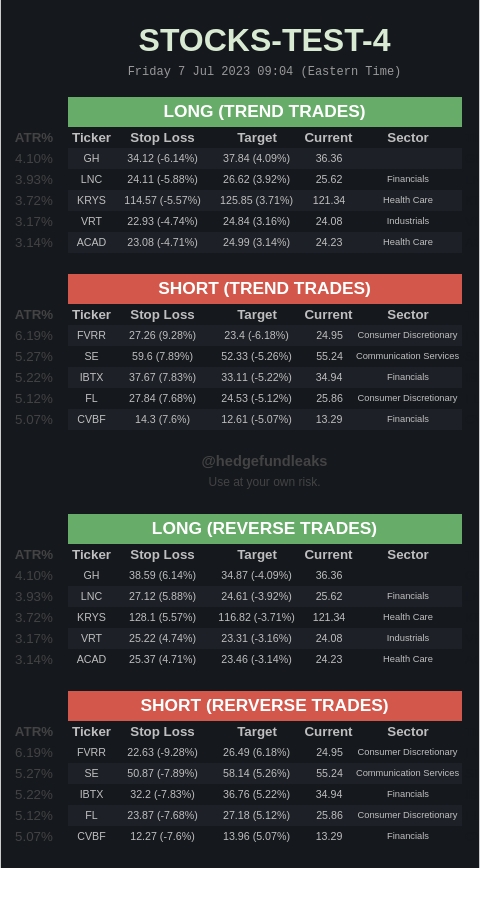 STOCKS-TEST-4
Friday 7 Jul 2023 09:04 (Eastern Time)
LONG (TREND TRADES)
ATR% Ticker Stop Loss Target Current Sector
4.10% GH 34.12 (-6.14%) 37.84 (4.09%) 36.36
3.93% LNC 24.11 (-5.88%) 26.62 (3.92%) 25.62 Financials
3.72% KRYS 114.57 (-5.57%) 125.85 (3.71%) 121.34 Health Care
3.17% VRT 22.93 (-4.74%) 24.84 (3.16%) 24.08 Industrials
3.14% ACAD 23.08 (-4.71%) 24.99 (3.14%) 24.23 Health Care
SHORT (TREND TRADES)
ATR% Ticker Stop Loss Target Current Sector
6.19% FVRR 27.26 (9.28%) 23.4 (-6.18%) 24.95 Consumer Discretionary
5.27% SE 59.6 (7.89%) 52.33 (-5.26%) 55.24 Communication Services
5.22% IBTX 37.67 (7.83%) 33.11 (-5.22%) 34.94 Financials
5.12% FL 27.84 (7.68%) 24.53 (-5.12%) 25.86 Consumer Discretionary
5.07% CVBF 14.3 (7.6%) 12.61 (-5.07%) 13.29 Financials
@hedgefundleaks
Use at your own risk.
LONG (REVERSE TRADES)
ATR% Ticker Stop Loss Target Current Sector
4.10% GH 38.59 (6.14%) 34.87 (-4.09%) 36.36
3.93% LNC 27.12 (5.88%) 24.61 (-3.92%) 25.62 Financials
3.72% KRYS 128.1 (5.57%) 116.82 (-3.71%) 121.34 Health Care
3.17% VRT 25.22 (4.74%) 23.31 (-3.16%) 24.08 Industrials
3.14% ACAD 25.37 (4.71%) 23.46 (-3.14%) 24.23 Health Care
SHORT (RERVERSE TRADES)
ATR% Ticker Stop Loss Target Current Sector
6.19% FVRR 22.63 (-9.28%) 26.49 (6.18%) 24.95 Consumer Discretionary
5.27% SE 50.87 (-7.89%) 58.14 (5.26%) 55.24 Communication Services
5.22% IBTX 32.2 (-7.83%) 36.76 (5.22%) 34.94 Financials
5.12% FL 23.87 (-7.68%) 27.18 (5.12%) 25.86 Consumer Discretionary
5.07% CVBF 12.27 (-7.6%) 13.96 (5.07%) 13.29 Financials